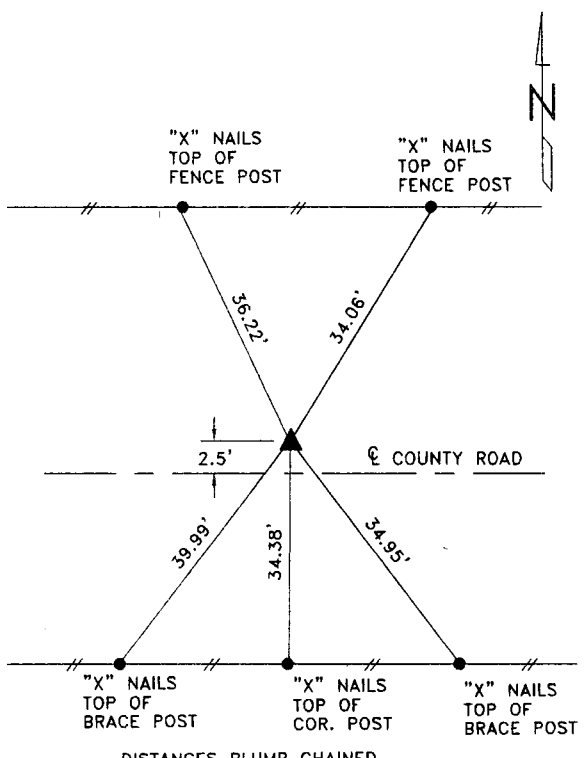 N
"X" NAILS
TOP OF
FENCE POST
"X" NAILS
TOP OF
FENCE POST
36.22'
34.06'
2.5'
℄ COUNTY ROAD
39.99'
34.38'
34.95'
"X" NAILS
TOP OF
BRACE POST
"X" NAILS
TOP OF
COR. POST
"X" NAILS
TOP OF
BRACE POST
DISTANCES PLUMB CHAINED